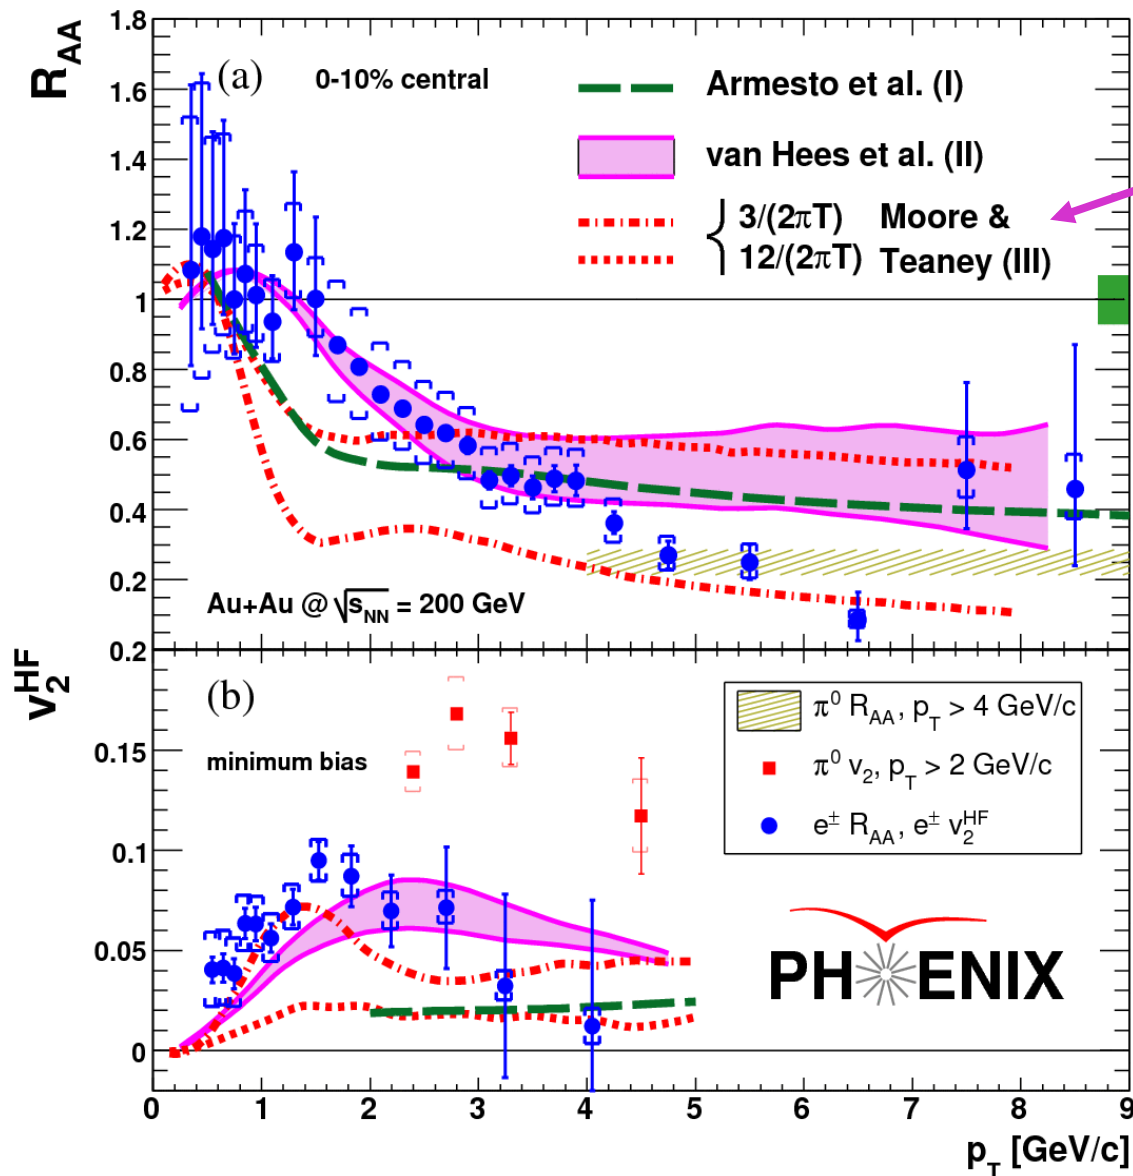 R_AA
1.8
1.6
1.4
1.2
1
0.8
0.6
0.4
0.2
(a)
0-10% central
Armesto et al. (I)
van Hees et al. (II)
3/(2πT) Moore &
12/(2πT) Teaney (III)
Au+Au @ √s_NN = 200 GeV
v_2^HF
0.2
0.15
0.1
0.05
0
(b)
minimum bias
π⁰ R_AA, p_T > 4 GeV/c
π⁰ v_2, p_T > 2 GeV/c
e± R_AA, e± v_2^HF
PHENIX
0 1 2 3 4 5 6 7 8 9
p_T [GeV/c]